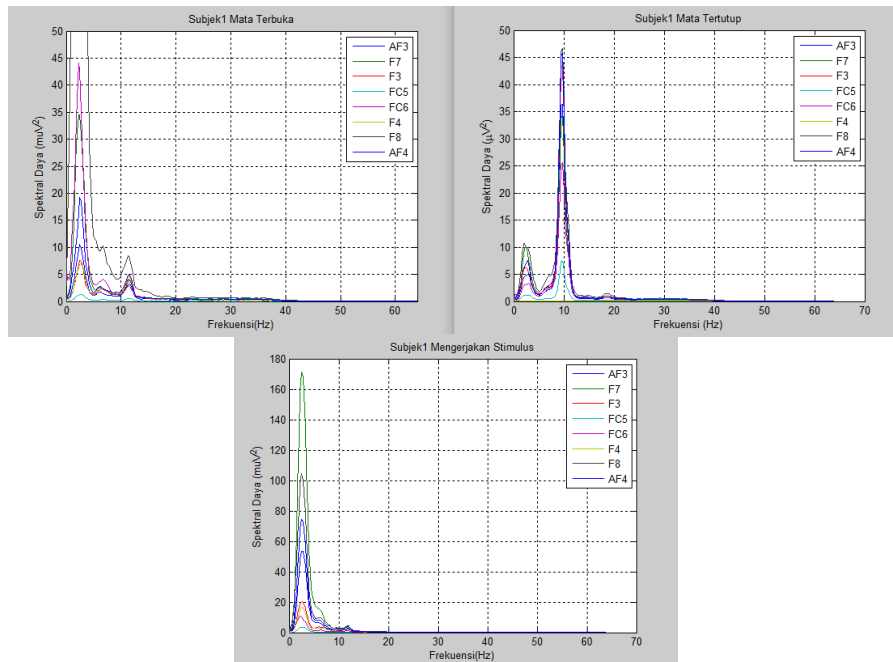 Subjek1 Mata Terbuka
50
45
40
35
30
25
20
15
10
5
0
0 10 20 30 40 50 60
Spektral Daya (muV²)
Frekuensi(Hz)
AF3
F7
F3
FC5
FC6
F4
F8
AF4
Subjek1 Mata Tertutup
50
45
40
35
30
25
20
15
10
5
0
0 10 20 30 40 50 60 70
Spektral Daya (μV²)
Frekuensi (Hz)
AF3
F7
F3
FC5
FC6
F4
F8
AF4
Subjek1 Mengerjakan Stimulus
180
160
140
120
100
80
60
40
20
0
0 10 20 30 40 50 60 70
Spektral Daya (muV²)
Frekuensi(Hz)
AF3
F7
F3
FC5
FC6
F4
F8
AF4